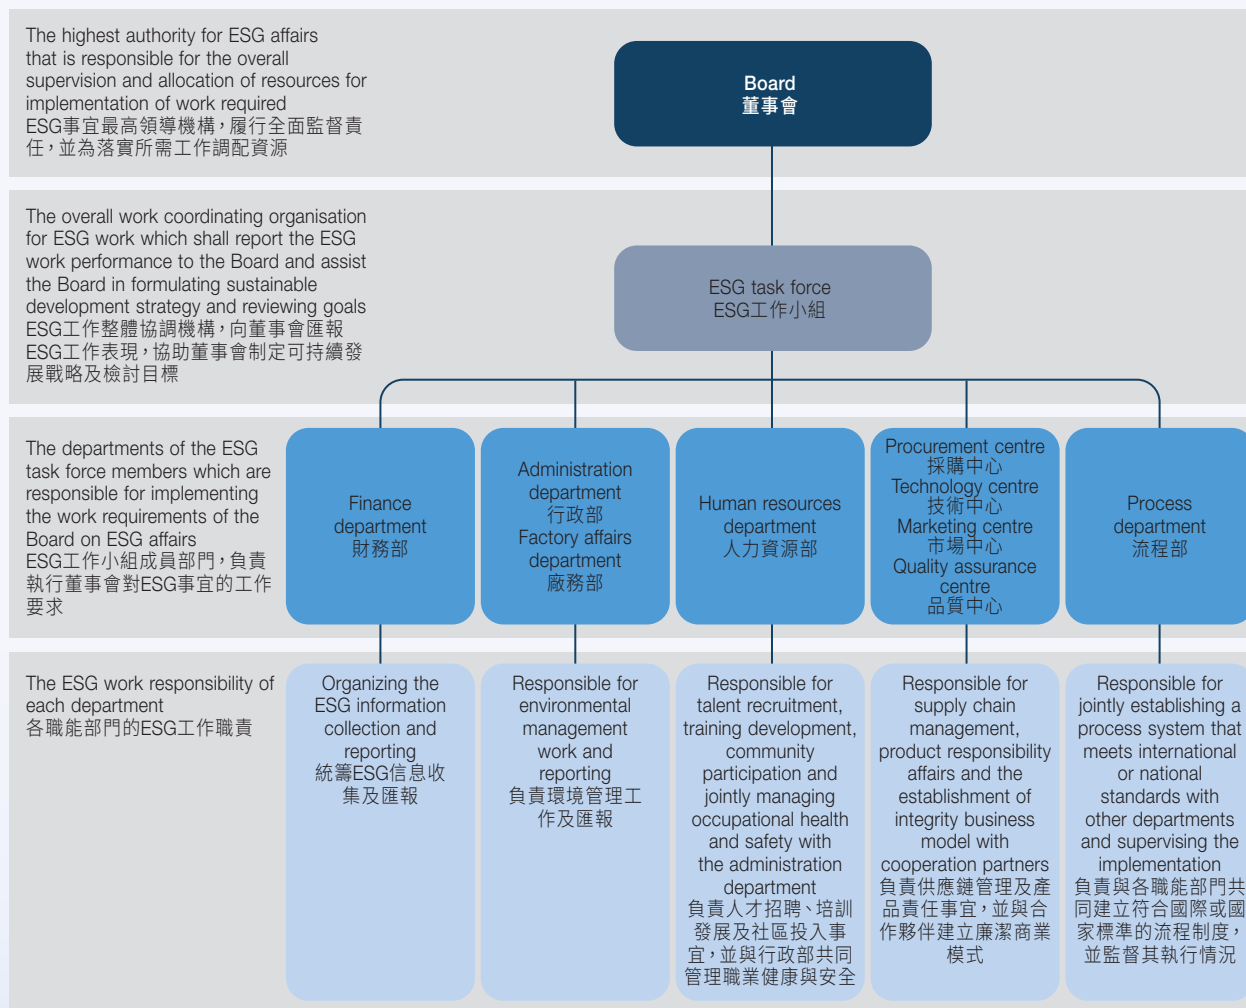 The highest authority for ESG affairs
that is responsible for the overall
supervision and allocation of resources for
implementation of work required
ESG事宜最高領導機構，履行全面監督責
任，並為落實所需工作調配資源
Board
董事會
The overall work coordinating organisation
for ESG work which shall report the ESG
work performance to the Board and assist
the Board in formulating sustainable
development strategy and reviewing goals
ESG工作整體協調機構，向董事會匯報
ESG工作表現，協助董事會制定可持續發
展戰略及檢討目標
ESG task force
ESG工作小組
The departments of the ESG
task force members which are
responsible for implementing
the work requirements of the
Board on ESG affairs
ESG工作小組成員部門，負責
執行董事會對ESG事宜的工作
要求
Finance
department
財務部
Administration
department
行政部
Factory affairs
department
廠務部
Human resources
department
人力資源部
Procurement centre
採購中心
Technology centre
技術中心
Marketing centre
市場中心
Quality assurance
centre
品質中心
Process
department
流程部
The ESG work responsibility of
each department
各職能部門的ESG工作職責
Organizing the
ESG information
collection and
reporting
統籌ESG信息收
集及匯報
Responsible for
environmental
management
work and
reporting
負責環境管理工
作及匯報
Responsible for
talent recruitment,
training development,
community
participation and
jointly managing
occupational health
and safety with
the administration
department
負責人才招聘、培訓
發展及社區投入事
宜，並與行政部共同
管理職業健康與安全
Responsible for
supply chain
management,
product responsibility
affairs and the
establishment of
integrity business
model with
cooperation partners
負責供應鏈管理及產
品責任事宜，並與合
作夥伴建立廉潔商業
模式
Responsible for
jointly establishing a
process system that
meets international
or national
standards with
other departments
and supervising the
implementation
負責與各職能部門共
同建立符合國際或國
家標準的流程制度，
並監督其執行情況